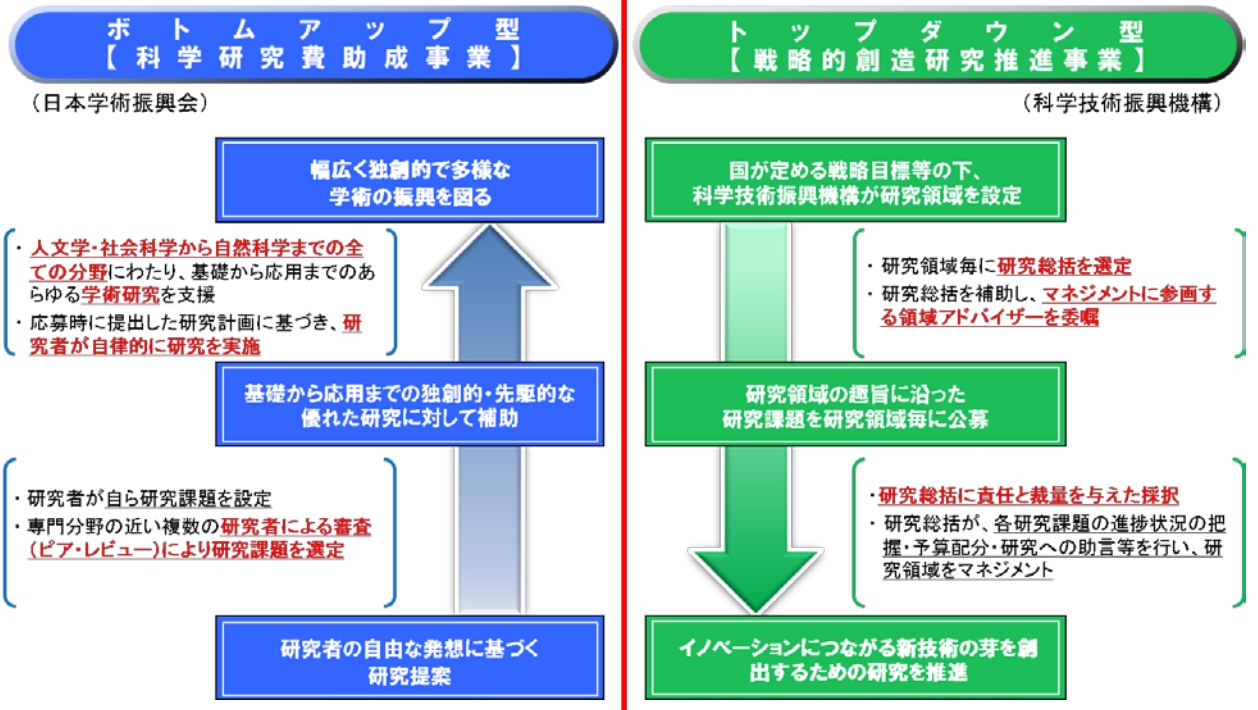 ボトムアップ型
【科学研究費助成事業】
(日本学術振興会)
幅広く独創的で多様な
学術の振興を図る
・人文学・社会科学から自然科学までの全
ての分野にわたり、基礎から応用までのあ
らゆる学術研究を支援
・応募時に提出した研究計画に基づき、研
究者が自律的に研究を実施
基礎から応用までの独創的・先駆的な
優れた研究に対して補助
・研究者が自ら研究課題を設定
・専門分野の近い複数の研究者による審査
(ピア・レビュー)により研究課題を選定
研究者の自由な発想に基づく
研究提案
トップダウン型
【戦略的創造研究推進事業】
(科学技術振興機構)
国が定める戦略目標等の下、
科学技術振興機構が研究領域を設定
・研究領域毎に研究総括を選定
・研究総括を補助し、マネジメントに参画す
る領域アドバイザーを委嘱
研究領域の趣旨に沿った
研究課題を研究領域毎に公募
・研究総括に責任と裁量を与えた採択
・研究総括が、各研究課題の進捗状況の把
握・予算配分・研究への助言等を行い、研
究領域をマネジメント
イノベーションにつながる新技術の芽を創
出するための研究を推進